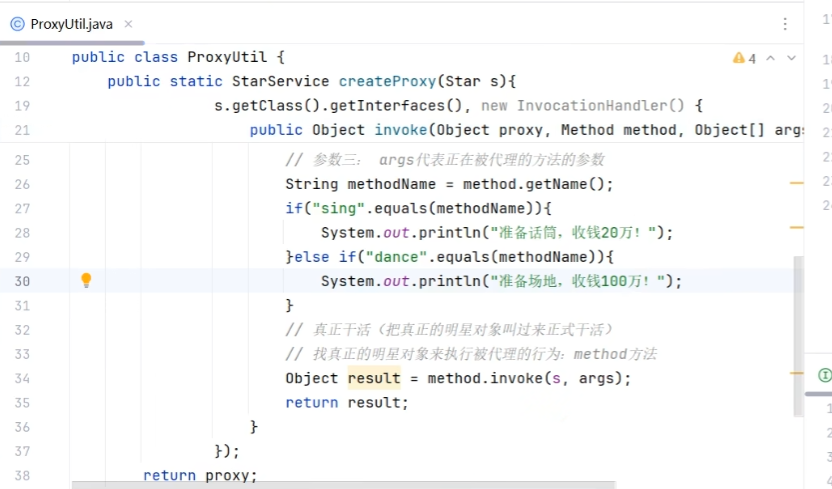 ProxyUtil.java
10 public class ProxyUtil {
4
12 public static StarService createProxy(Star s){
19 s.getClass().getInterfaces(), new InvocationHandler() {
21 public Object invoke(Object proxy, Method method, Object[] args
25 // 参数三： args代表正在被代理的方法的参数
26 String methodName = method.getName();
27 if("sing".equals(methodName)){
28 System.out.println("准备话筒，收钱20万！");
29 }else if("dance".equals(methodName)){
30 System.out.println("准备场地，收钱100万！");
31 }
32 // 真正干活（把真正的明星对象叫过来正式干活）
33 // 找真正的明星对象来执行被代理的行为：method方法
34 Object result = method.invoke(s, args);
35 return result;
36 }
37 });
38 return proxy;